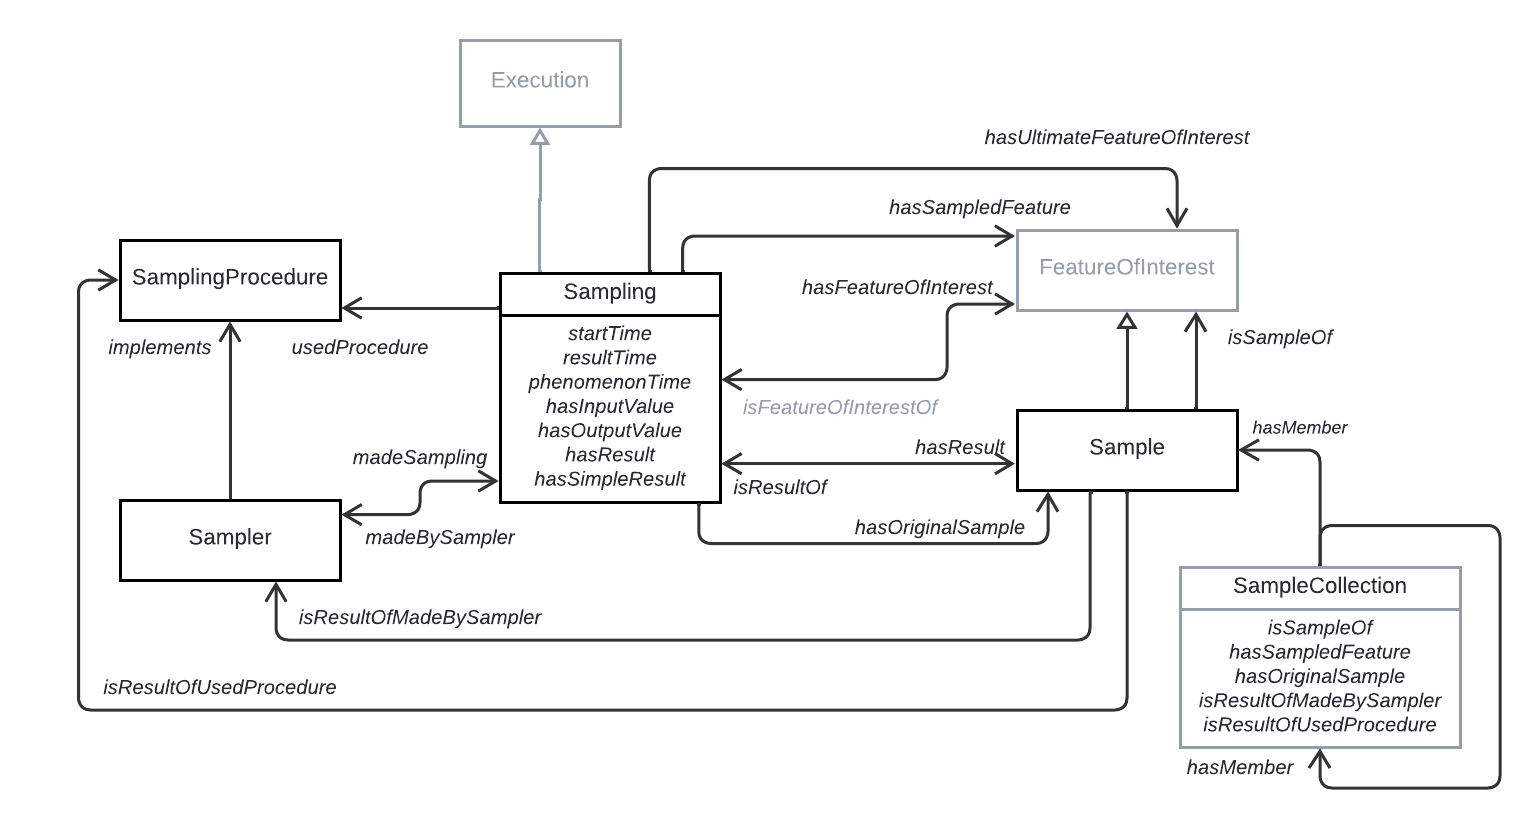 Execution
hasUltimateFeatureOfInterest
hasSampledFeature
SamplingProcedure
FeatureOfInterest
Sampling
hasFeatureOfInterest
startTime
resultTime
phenomenonTime
hasInputValue
hasOutputValue
hasResult
hasSimpleResult
implements
usedProcedure
isSampleOf
isFeatureOfInterestOf
hasMember
Sample
hasResult
madeSampling
isResultOf
hasOriginalSample
Sampler
madeBySampler
SampleCollection
isSampleOf
hasSampledFeature
hasOriginalSample
isResultOfMadeBySampler
isResultOfUsedProcedure
isResultOfMadeBySampler
isResultOfUsedProcedure
hasMember